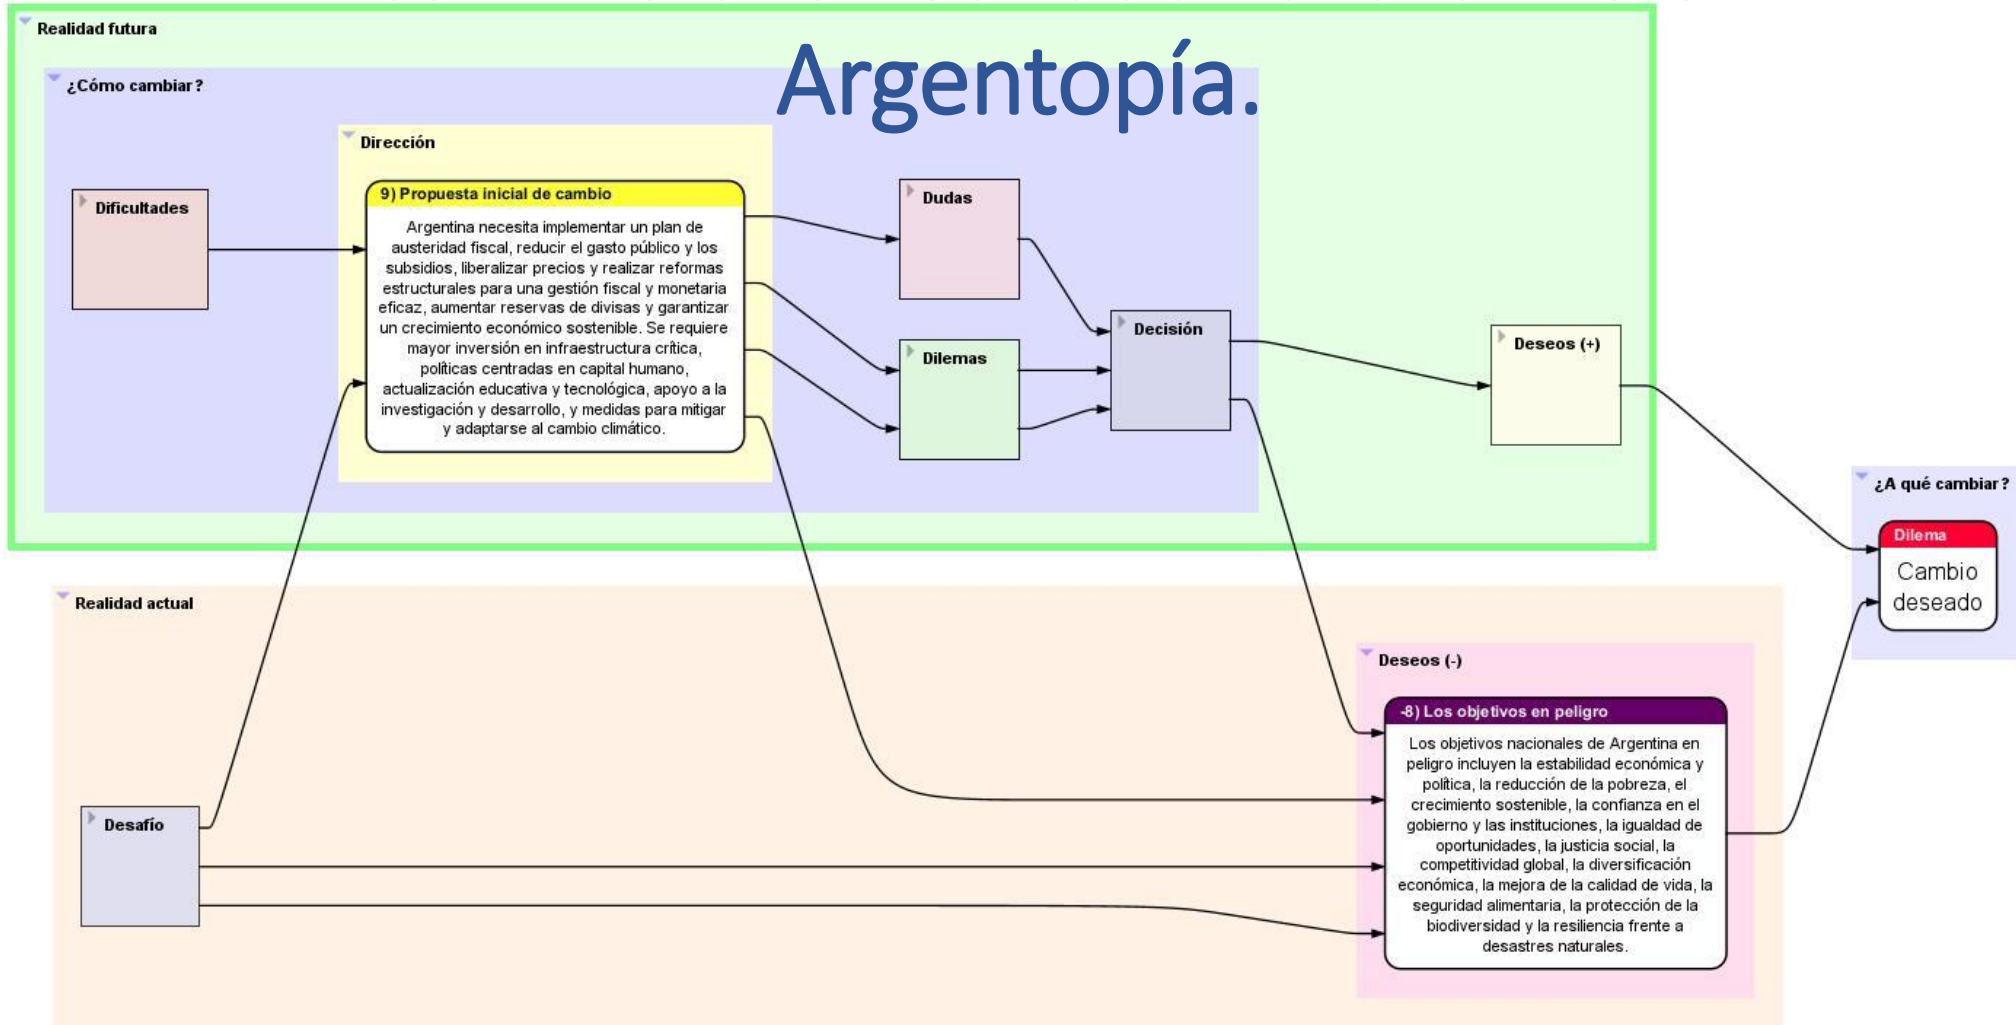 Realidad futura
Argentopía.
¿Cómo cambiar?
Dirección
Dificultades
9) Propuesta inicial de cambio
Argentina necesita implementar un plan de
austeridad fiscal, reducir el gasto público y los
subsidios, liberalizar precios y realizar reformas
estructurales para una gestión fiscal y monetaria
eficaz, aumentar reservas de divisas y garantizar
un crecimiento económico sostenible. Se requiere
mayor inversión en infraestructura crítica,
políticas centradas en capital humano,
actualización educativa y tecnológica, apoyo a la
investigación y desarrollo, y medidas para mitigar
y adaptarse al cambio climático.
Dudas
Dilemas
Decisión
Deseos (+)
¿A qué cambiar?
Dilema
Cambio
deseado
Realidad actual
Desafío
Deseos (-)
-8) Los objetivos en peligro
Los objetivos nacionales de Argentina en
peligro incluyen la estabilidad económica y
política, la reducción de la pobreza, el
crecimiento sostenible, la confianza en el
gobierno y las instituciones, la igualdad de
oportunidades, la justicia social, la
competitividad global, la diversificación
económica, la mejora de la calidad de vida, la
seguridad alimentaria, la protección de la
biodiversidad y la resiliencia frente a
desastres naturales.